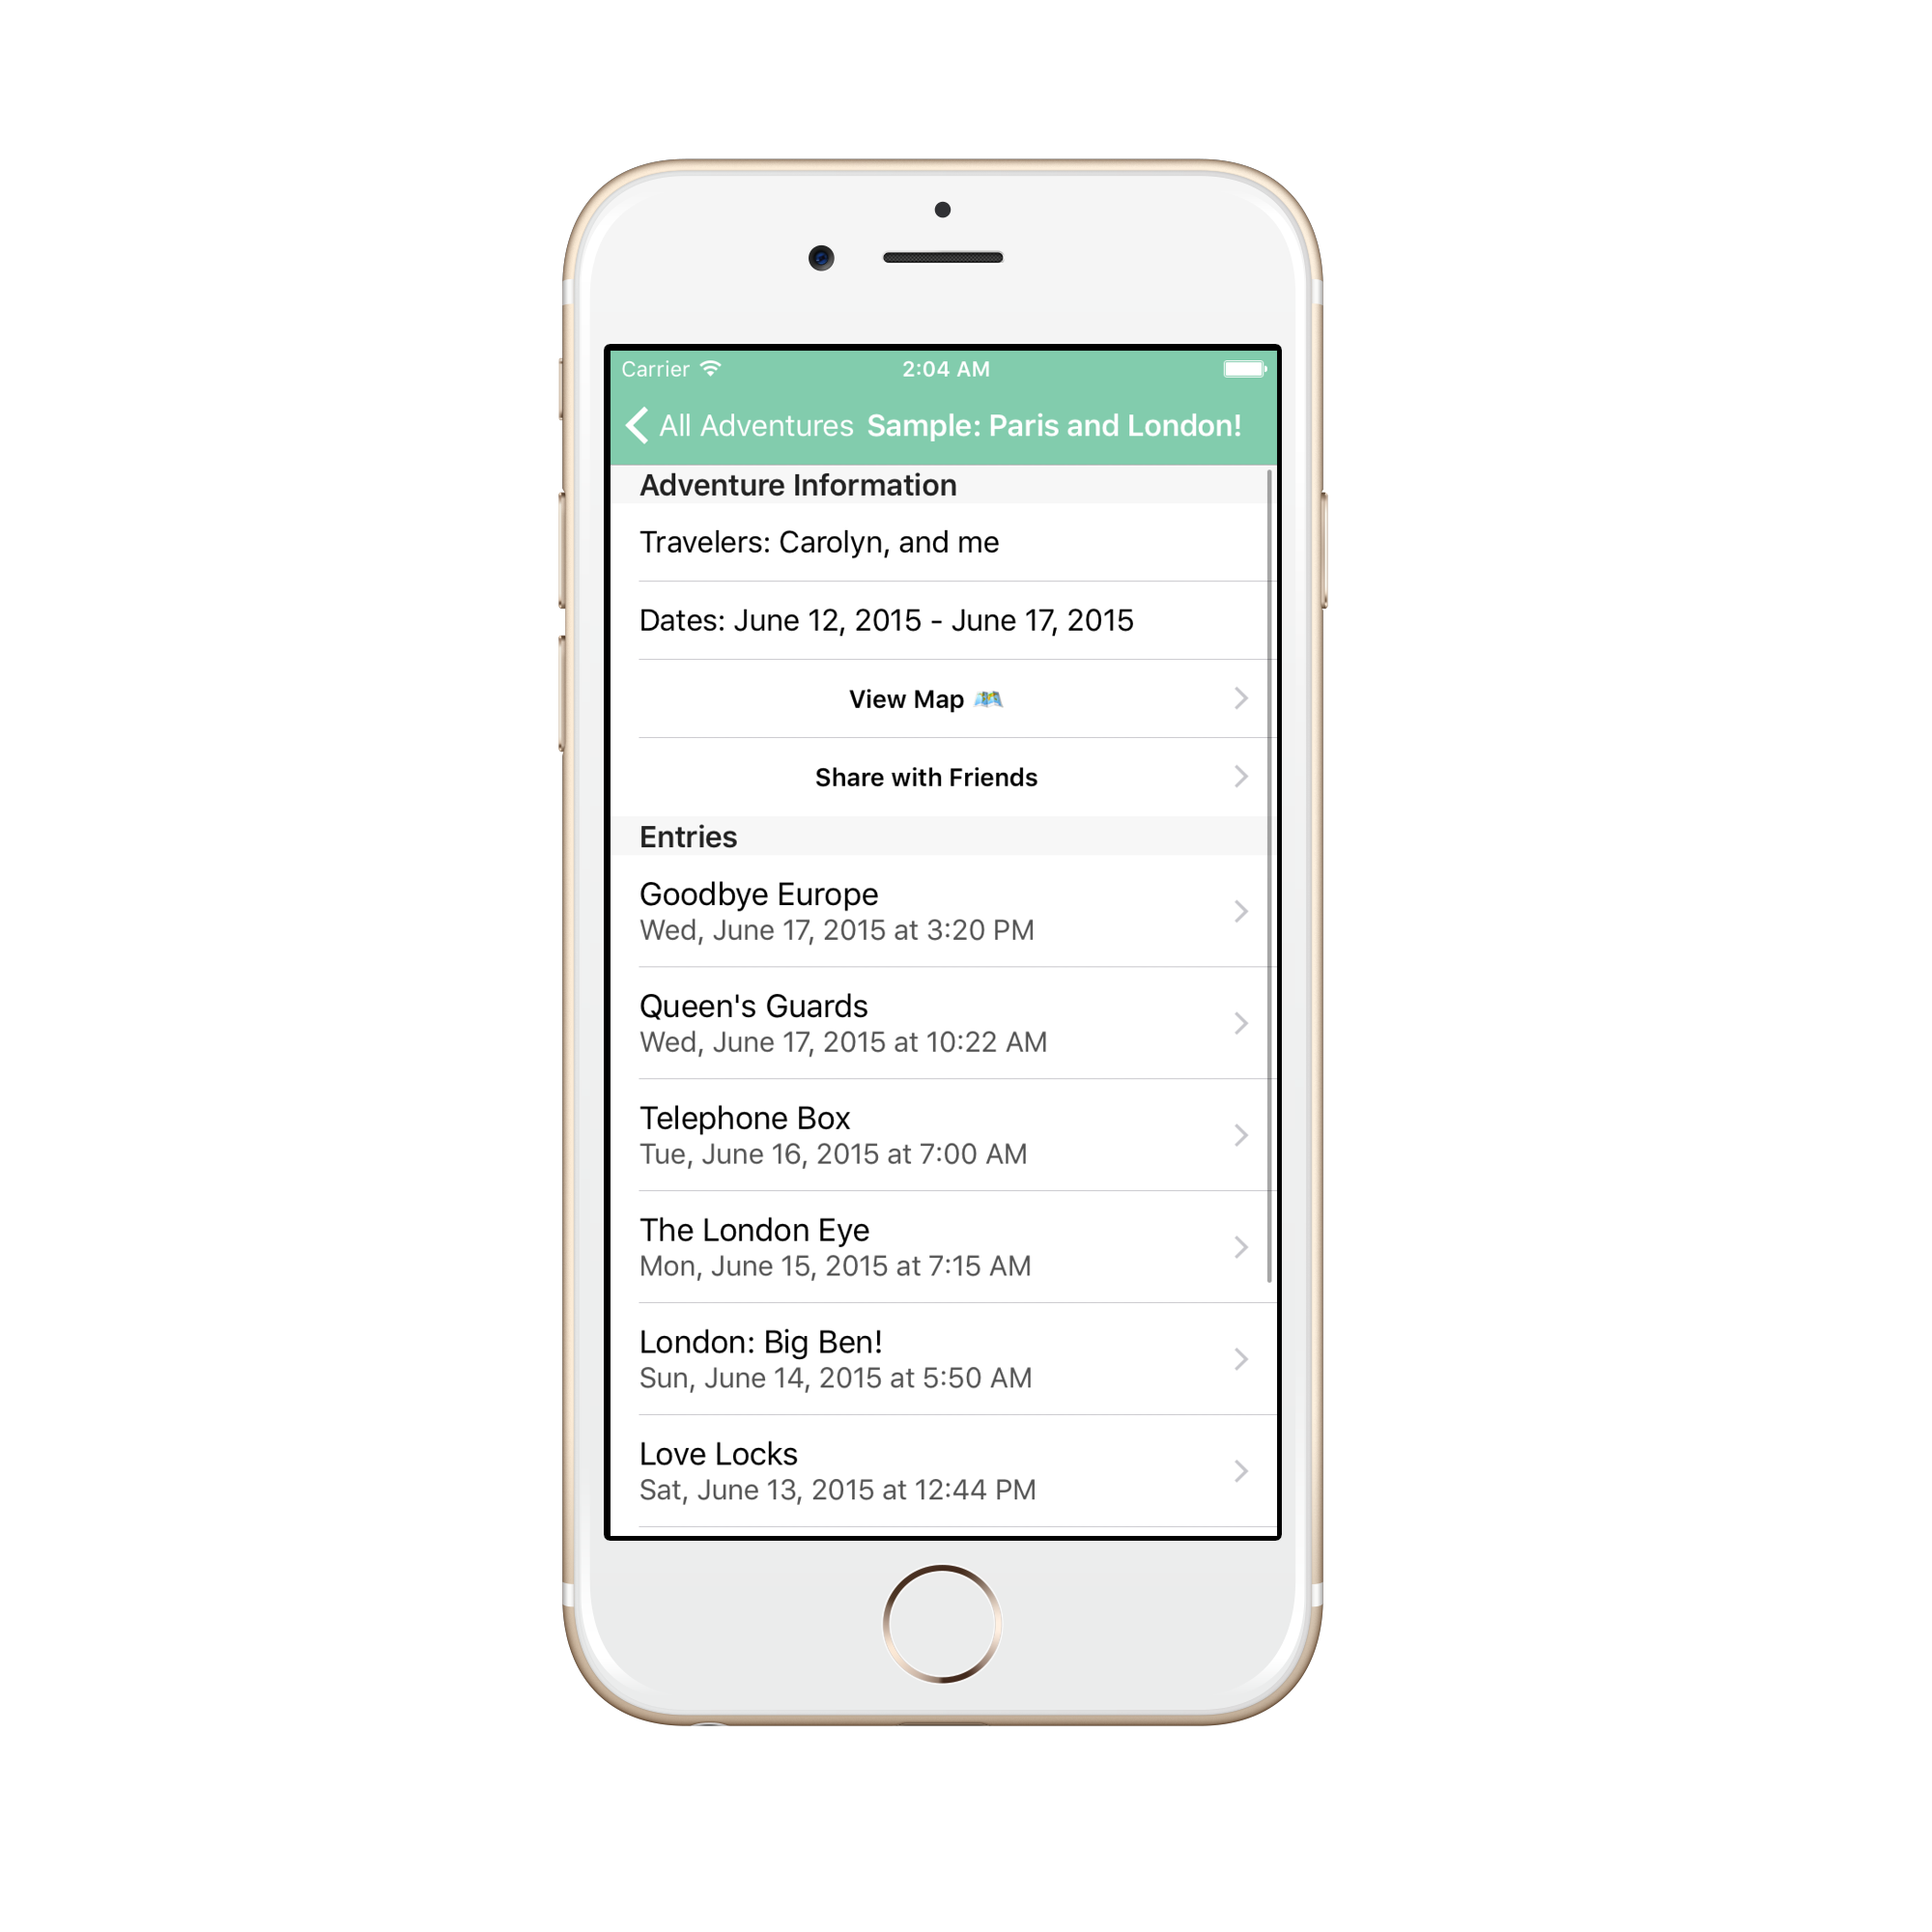 Carrier 2:04 AM
All Adventures Sample: Paris and London!
Adventure Information
Travelers: Carolyn, and me
Dates: June 12, 2015 - June 17, 2015
View Map
Share with Friends
Entries
Goodbye Europe
Wed, June 17, 2015 at 3:20 PM
Queen's Guards
Wed, June 17, 2015 at 10:22 AM
Telephone Box
Tue, June 16, 2015 at 7:00 AM
The London Eye
Mon, June 15, 2015 at 7:15 AM
London: Big Ben!
Sun, June 14, 2015 at 5:50 AM
Love Locks
Sat, June 13, 2015 at 12:44 PM